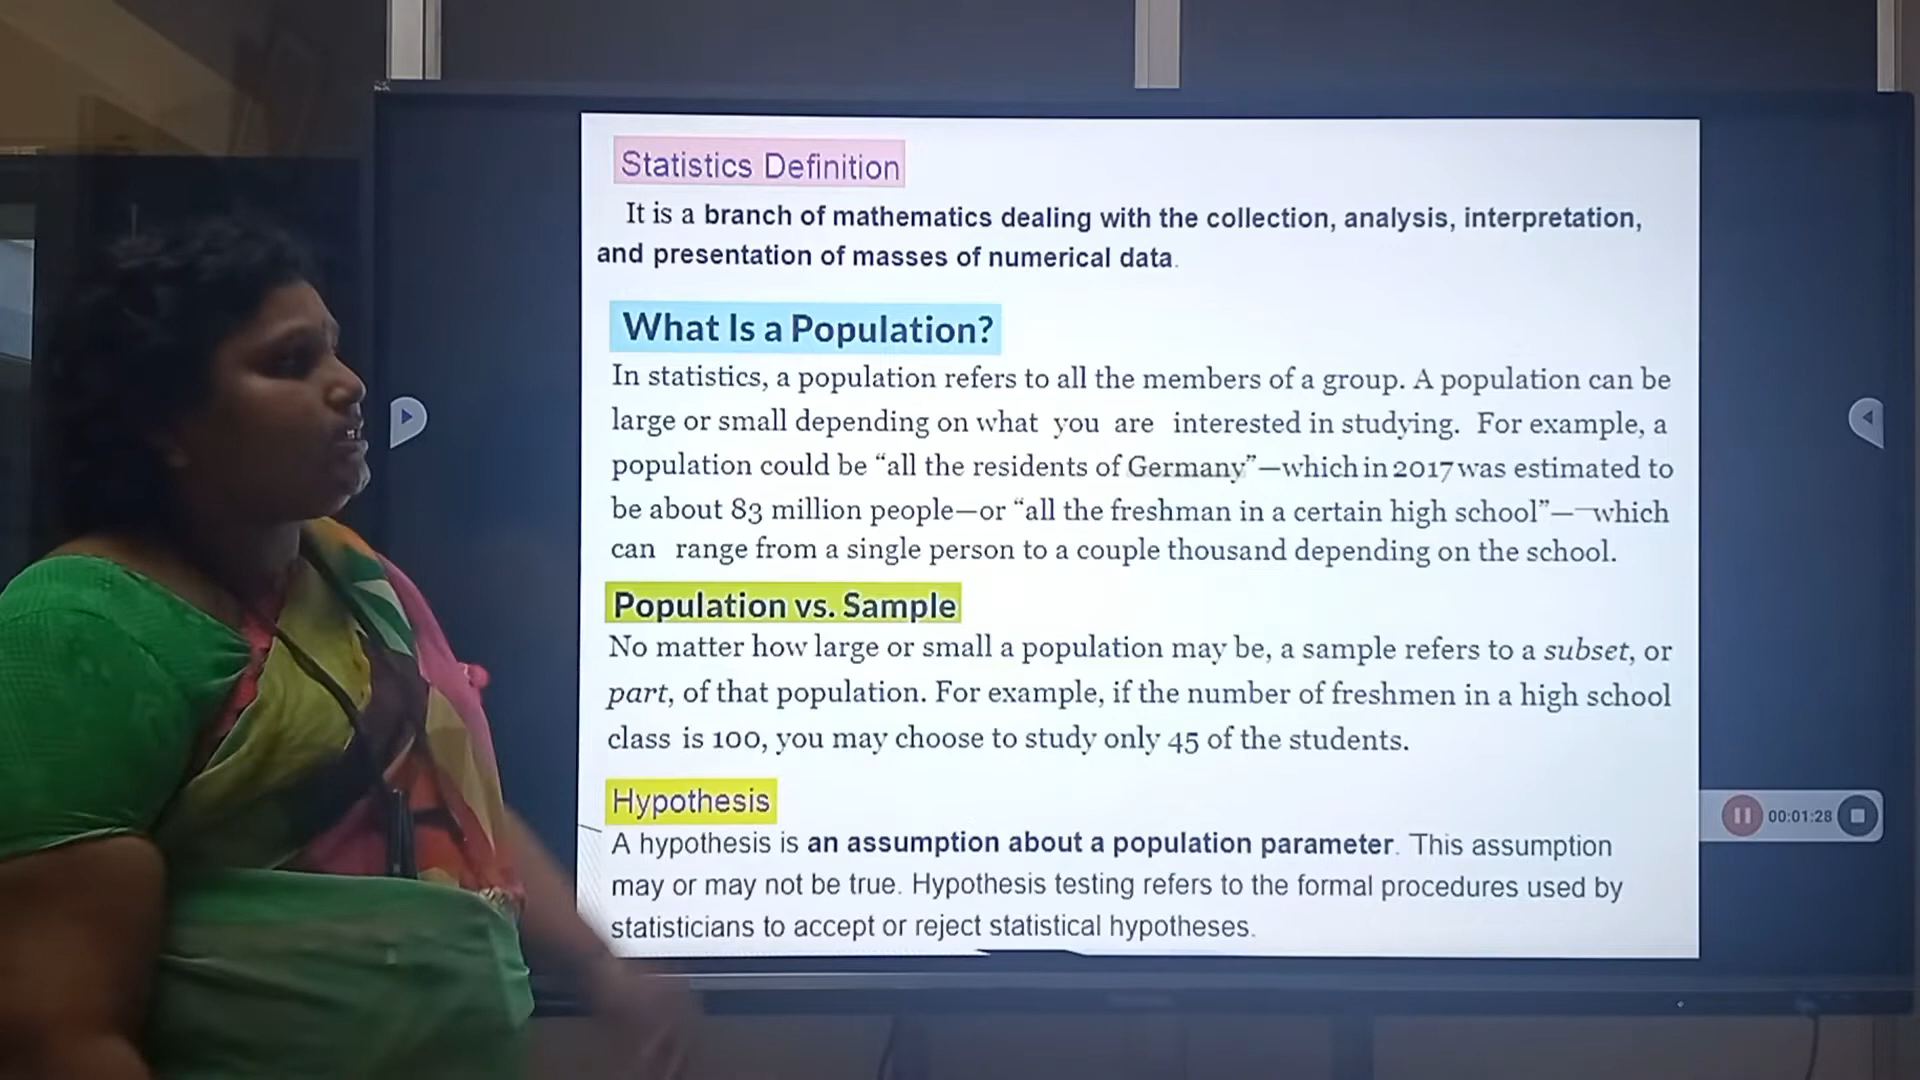 Statistics Definition
It is a branch of mathematics dealing with the collection, analysis, interpretation,
and presentation of masses of numerical data.
What Is a Population?
In statistics, a population refers to all the members of a group. A population can be
large or small depending on what you are interested in studying. For example, a
population could be “all the residents of Germany”—which in 2017 was estimated to
be about 83 million people—or “all the freshman in a certain high school”—which
can range from a single person to a couple thousand depending on the school.
Population vs. Sample
No matter how large or small a population may be, a sample refers to a subset, or
part, of that population. For example, if the number of freshmen in a high school
class is 100, you may choose to study only 45 of the students.
Hypothesis
A hypothesis is an assumption about a population parameter. This assumption
may or may not be true. Hypothesis testing refers to the formal procedures used by
statisticians to accept or reject statistical hypotheses.
00:01:28